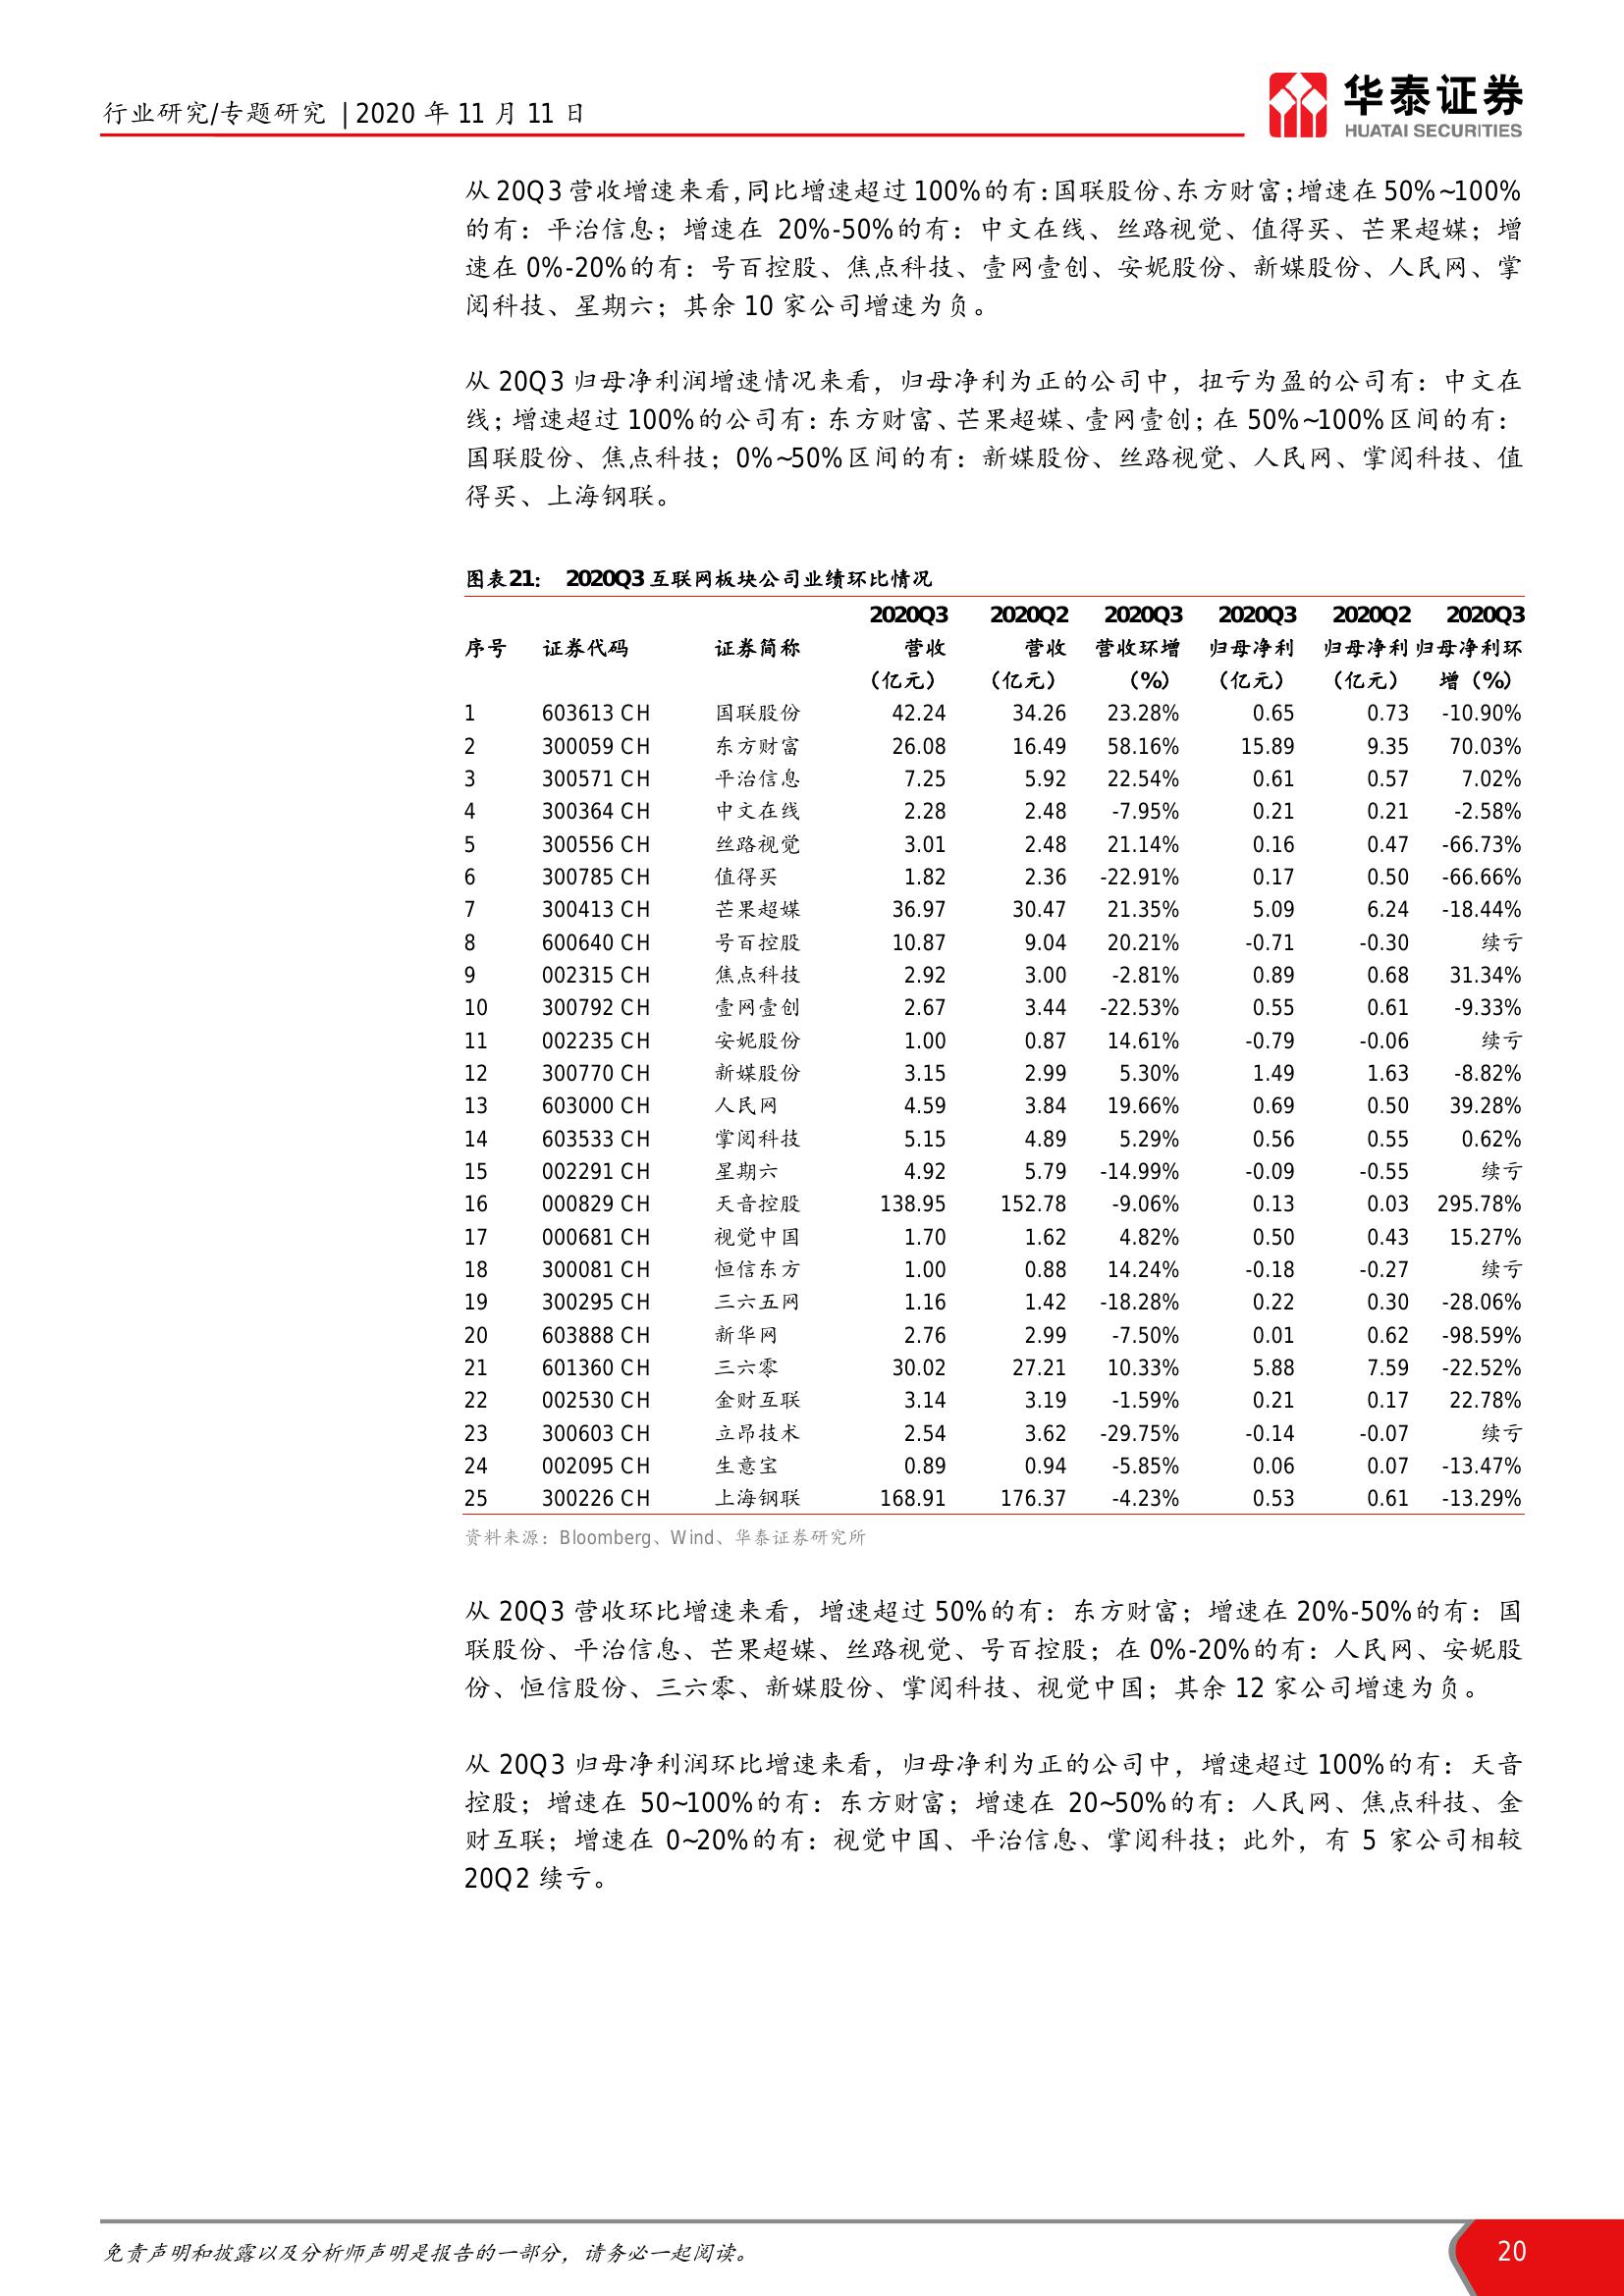 行业研究/专题研究 | 2020 年 11 月 11 日
华泰证券
HUATAI SECURITIES
从 20Q3 营收增速来看，同比增速超过 100%的有：国联股份、东方财富；增速在 50%~100%
的有：平治信息；增速在 20%-50%的有：中文在线、丝路视觉、值得买、芒果超媒；增
速在 0%-20%的有：号百控股、焦点科技、壹网壹创、安妮股份、新媒股份、人民网、掌
阅科技、星期六；其余 10 家公司增速为负。
从 20Q3 归母净利润增速情况来看，归母净利为正的公司中，扭亏为盈的公司有：中文在
线；增速超过 100%的公司有：东方财富、芒果超媒、壹网壹创；在 50%~100%区间的有：
国联股份、焦点科技；0%~50%区间的有：新媒股份、丝路视觉、人民网、掌阅科技、值
得买、上海钢联。
图表21： 2020Q3 互联网板块公司业绩环比情况
2020Q3 2020Q2 2020Q3 2020Q3 2020Q2 2020Q3
序号 证券代码 证券简称 营收 营收 营收环增 归母净利 归母净利 归母净利环
（亿元） （亿元） （%） （亿元） （亿元） 增（%）
1 603613 CH 国联股份 42.24 34.26 23.28% 0.65 0.73 -10.90%
2 300059 CH 东方财富 26.08 16.49 58.16% 15.89 9.35 70.03%
3 300571 CH 平治信息 7.25 5.92 22.54% 0.61 0.57 7.02%
4 300364 CH 中文在线 2.28 2.48 -7.95% 0.21 0.21 -2.58%
5 300556 CH 丝路视觉 3.01 2.48 21.14% 0.16 0.47 -66.73%
6 300785 CH 值得买 1.82 2.36 -22.91% 0.17 0.50 -66.66%
7 300413 CH 芒果超媒 36.97 30.47 21.35% 5.09 6.24 -18.44%
8 600640 CH 号百控股 10.87 9.04 20.21% -0.71 -0.30 续亏
9 002315 CH 焦点科技 2.92 3.00 -2.81% 0.89 0.68 31.34%
10 300792 CH 壹网壹创 2.67 3.44 -22.53% 0.55 0.61 -9.33%
11 002235 CH 安妮股份 1.00 0.87 14.61% -0.79 -0.06 续亏
12 300770 CH 新媒股份 3.15 2.99 5.30% 1.49 1.63 -8.82%
13 603000 CH 人民网 4.59 3.84 19.66% 0.69 0.50 39.28%
14 603533 CH 掌阅科技 5.15 4.89 5.29% 0.56 0.55 0.62%
15 002291 CH 星期六 4.92 5.79 -14.99% -0.09 -0.55 续亏
16 000829 CH 天音控股 138.95 152.78 -9.06% 0.13 0.03 295.78%
17 000681 CH 视觉中国 1.70 1.62 4.82% 0.50 0.43 15.27%
18 300081 CH 恒信东方 1.00 0.88 14.24% -0.18 -0.27 续亏
19 300295 CH 三六五网 1.16 1.42 -18.28% 0.22 0.30 -28.06%
20 603888 CH 新华网 2.76 2.99 -7.50% 0.01 0.62 -98.59%
21 601360 CH 三六零 30.02 27.21 10.33% 5.88 7.59 -22.52%
22 002530 CH 金财互联 3.14 3.19 -1.59% 0.21 0.17 22.78%
23 300603 CH 立昂技术 2.54 3.62 -29.75% -0.14 -0.07 续亏
24 002095 CH 生意宝 0.89 0.94 -5.85% 0.06 0.07 -13.47%
25 300226 CH 上海钢联 168.91 176.37 -4.23% 0.53 0.61 -13.29%
资料来源：Bloomberg、Wind、华泰证券研究所
从 20Q3 营收环比增速来看，增速超过 50%的有：东方财富；增速在 20%-50%的有：国
联股份、平治信息、芒果超媒、丝路视觉、号百控股；在 0%-20%的有：人民网、安妮股
份、恒信股份、三六零、新媒股份、掌阅科技、视觉中国；其余 12 家公司增速为负。
从 20Q3 归母净利润环比增速来看，归母净利为正的公司中，增速超过 100%的有：天音
控股；增速在 50~100%的有：东方财富；增速在 20~50%的有：人民网、焦点科技、金
财互联；增速在 0~20%的有：视觉中国、平治信息、掌阅科技；此外，有 5 家公司相较
20Q2 续亏。
免责声明和披露以及分析师声明是报告的一部分，请务必一起阅读。
20